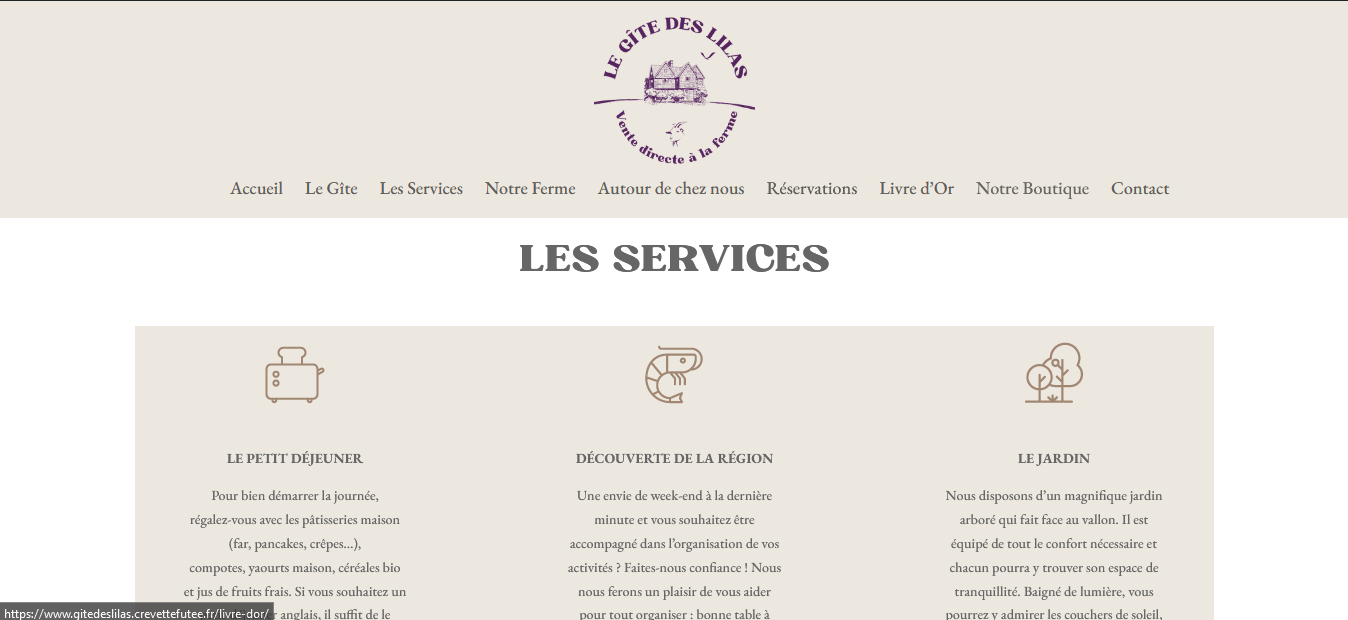 LE GÎTE DES LILAS
Vente directe à la ferme
Accueil Le Gîte Les Services Notre Ferme Autour de chez nous Réservations Livre d’Or Notre Boutique Contact
LES SERVICES
LE PETIT DÉJEUNER
Pour bien démarrer la journée,
régalez-vous avec les pâtisseries maison
(far, pancakes, crêpes…),
compotes, yaourts maison, céréales bio
et jus de fruits frais. Si vous souhaitez un
anglais, il suffit de le
DÉCOUVERTE DE LA RÉGION
Une envie de week-end à la dernière
minute et vous souhaitez être
accompagné dans l’organisation de vos
activités ? Faites-nous confiance ! Nous
nous ferons un plaisir de vous aider
pour tout organiser : bonne table à
LE JARDIN
Nous disposons d’un magnifique jardin
arboré qui fait face au vallon. Il est
équipé de tout le confort nécessaire et
chacun pourra y trouver son espace de
tranquillité. Baigné de lumière, vous
pourrez y admirer les couchers de soleil,
https://www.gitedeslilas.crevettefutee.fr/livre-dor/